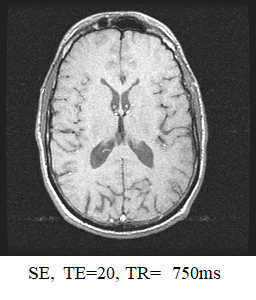 SE, TE=20, TR= 750ms